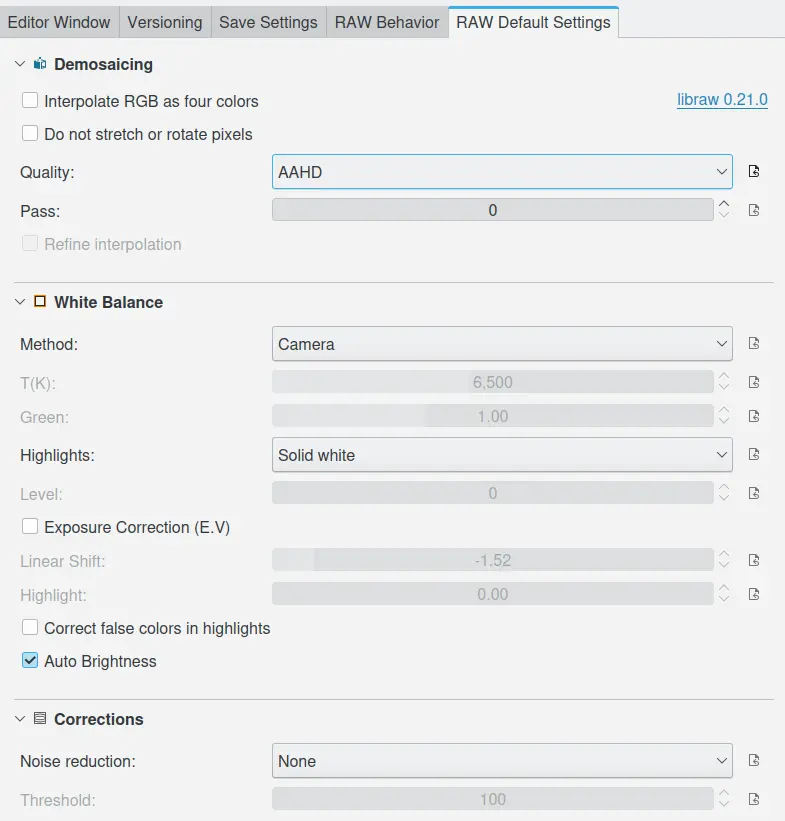 Editor Window Versioning Save Settings RAW Behavior RAW Default Settings
Demosaicing
Interpolate RGB as four colors libraw 0.21.0
Do not stretch or rotate pixels
Quality: AAHD
Pass: 0
Refine interpolation
White Balance
Method: Camera
T(K): 6,500
Green: 1.00
Highlights: Solid white
Level: 0
Exposure Correction (E.V)
Linear Shift: -1.52
Highlight: 0.00
Correct false colors in highlights
Auto Brightness
Corrections
Noise reduction: None
Threshold: 100